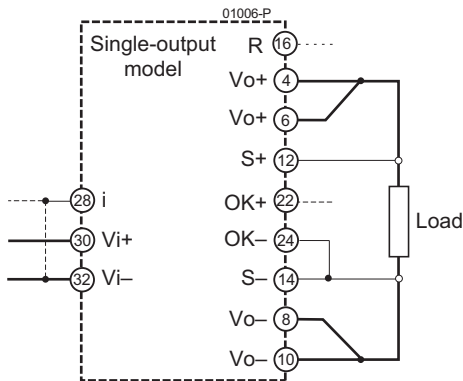 01006-P
Single-output
model
R 16
Vo+ 4
Vo+ 6
S+ 12
28 i
OK+ 22
30 Vi+
OK– 24
Load
32 Vi–
S– 14
Vo– 8
Vo– 10